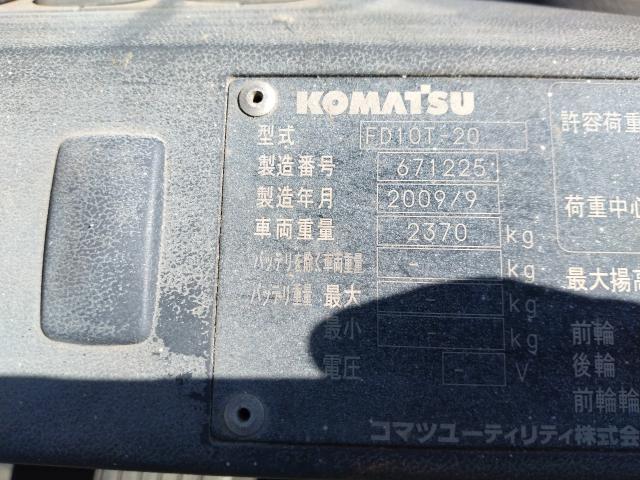 KOMATSU
型式 FD10T-20
製造番号 671225
製造年月 2009/9
車両重量 2370 kg
バッテリを除く車両重量 - kg
バッテリ重量 最大 - kg
最小 - kg
電圧 - V
許容荷重
荷重中心
最大揚高
前輪
後輪
前輪輪
コマツユーティリティ株式会